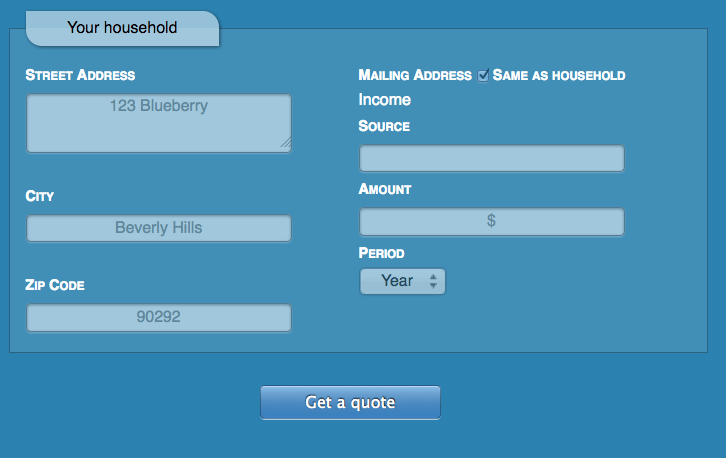 Your household
STREET ADDRESS
123 Blueberry
CITY
Beverly Hills
ZIP CODE
90292
MAILING ADDRESS SAME AS HOUSEHOLD
Income
SOURCE
AMOUNT
$
PERIOD
Year
Get a quote